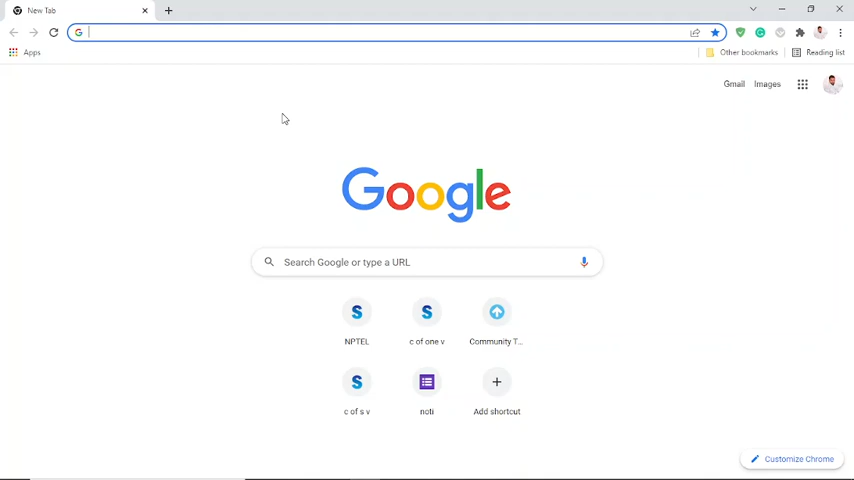 New Tab
Apps
Other bookmarks
Reading list
Gmail Images
Google
Search Google or type a URL
NPTEL c of one v Community T...
c of s v noti Add shortcut
Customize Chrome